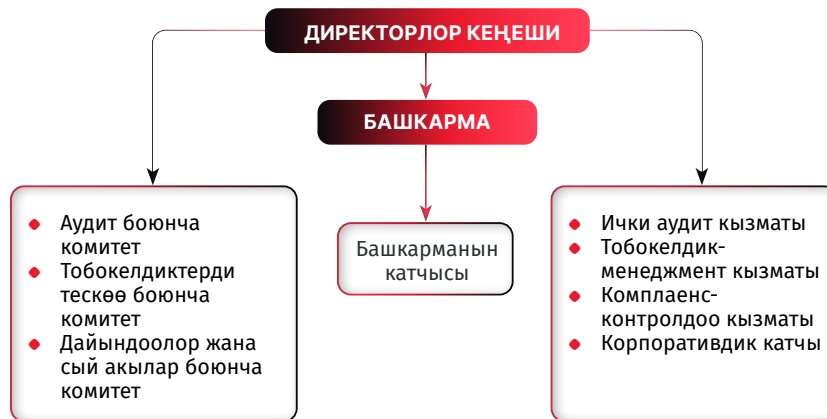 ДИРЕКТОРЛОР КЕҢЕШИ
БАШКАРМА
Аудит боюнча
комитет
Тобокелдиктерди
тескөө боюнча
комитет
Дайындоолор жана
сый акылар боюнча
комитет
Башкарманын
катчысы
Ички аудит кызматы
Тобокелдик-
менеджмент кызматы
Комплаенс-
контролдоо кызматы
Корпоративдик катчы